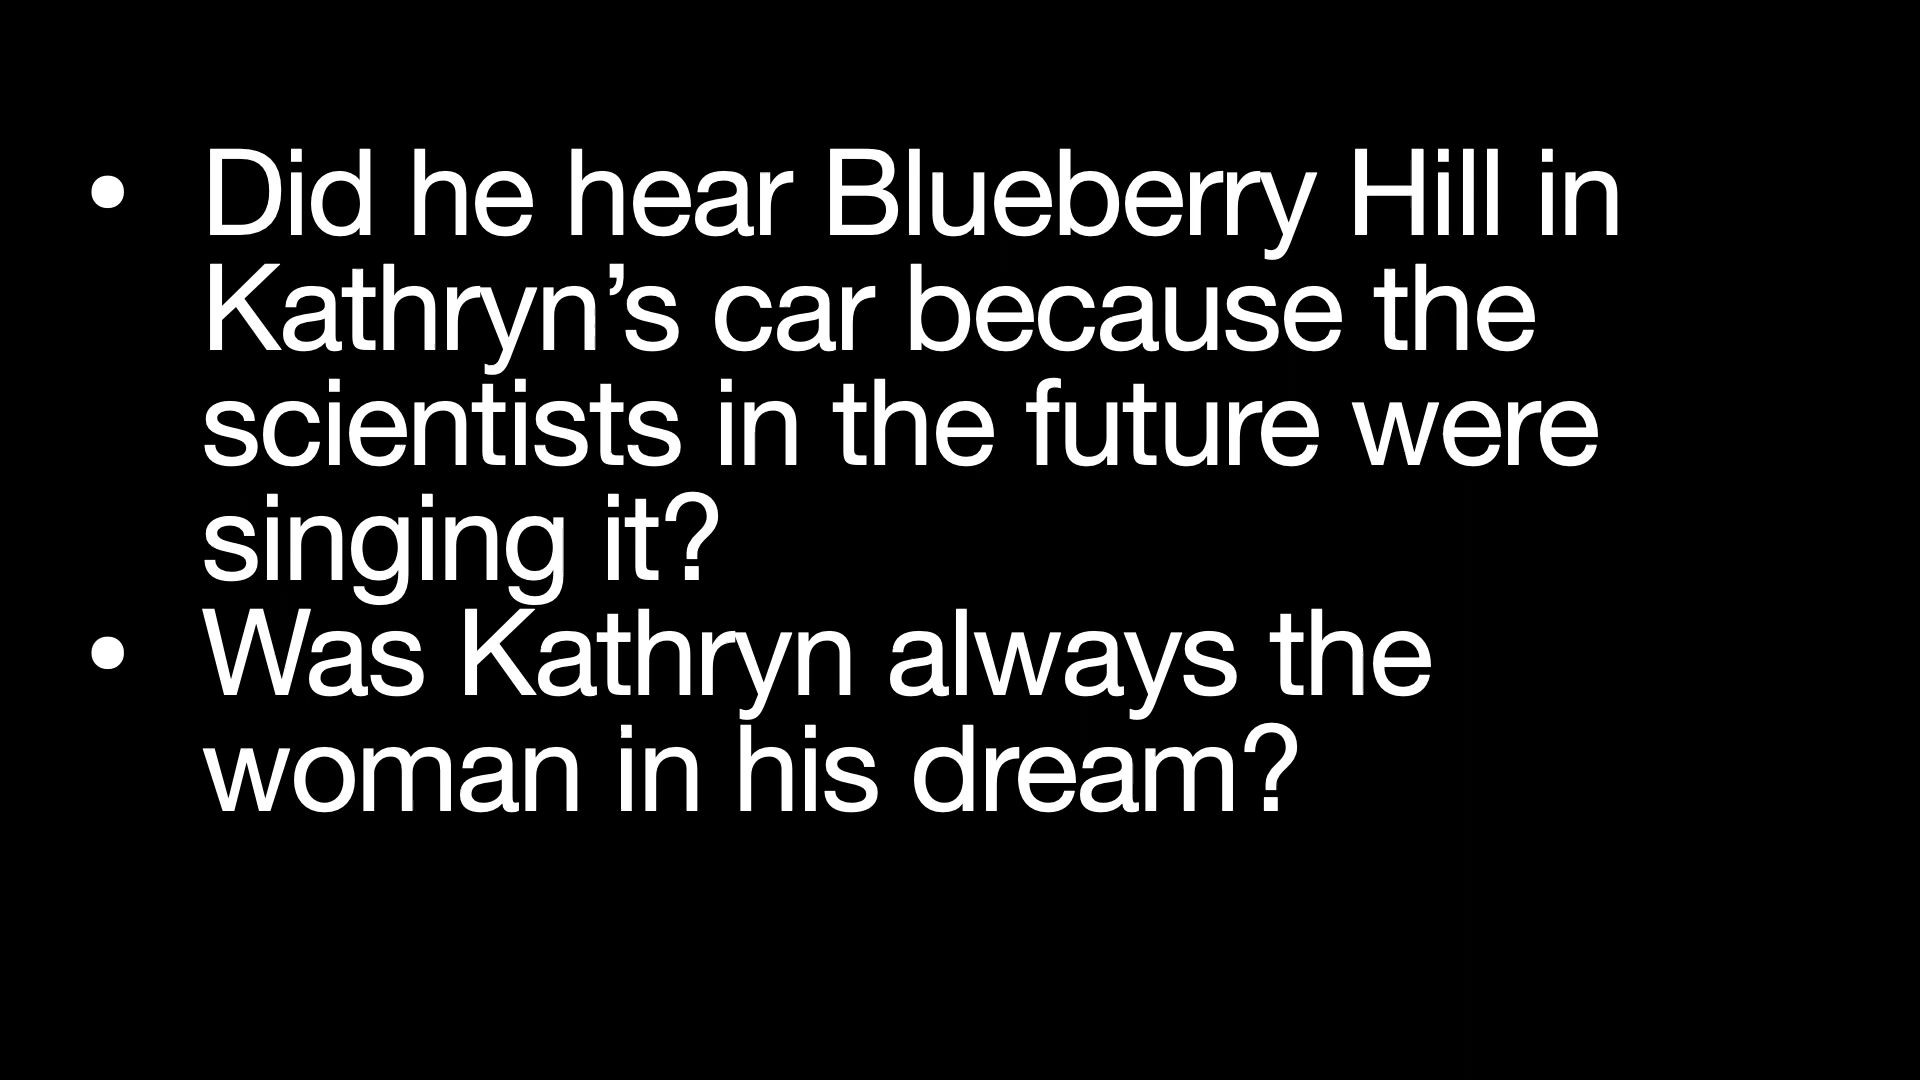 • Did he hear Blueberry Hill in
Kathryn’s car because the
scientists in the future were
singing it?
• Was Kathryn always the
woman in his dream?